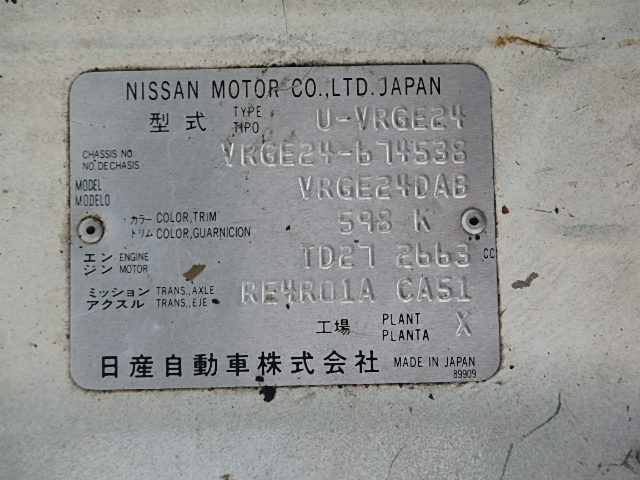 NISSAN MOTOR CO.,LTD. JAPAN
型式 TYPE TIPO U-VRGE24
CHASSIS NO. NO. DE CHASIS VRGE24-674538
MODEL MODELO VRGE24DAB
カラー COLOR,TRIM トリム COLOR,GUARNICION 598 K
エンジン ENGINE MOTOR TD27 2663 CC
ミッション TRANS.,AXLE アクスル TRANS.,EJE RE4R01A CA51
工場 PLANT PLANTA X
日産自動車株式会社 MADE IN JAPAN
89909